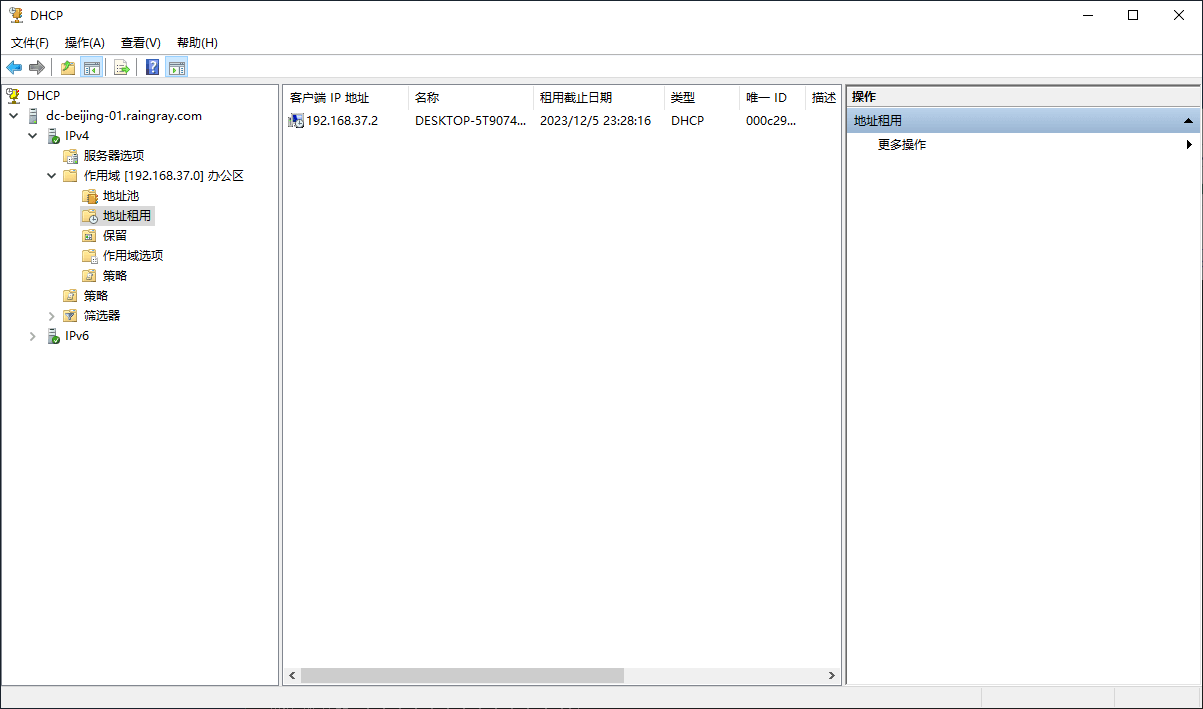 DHCP
文件(F) 操作(A) 查看(V) 帮助(H)
DHCP
dc-beijing-01.raingray.com
IPv4
服务器选项
作用域 [192.168.37.0] 办公区
地址池
地址租用
保留
作用域选项
策略
策略
筛选器
IPv6
客户端 IP 地址 名称 租用截止日期 类型 唯一 ID 描述
192.168.37.2 DESKTOP-5T9074... 2023/12/5 23:28:16 DHCP 000c29...
操作
地址租用
更多操作